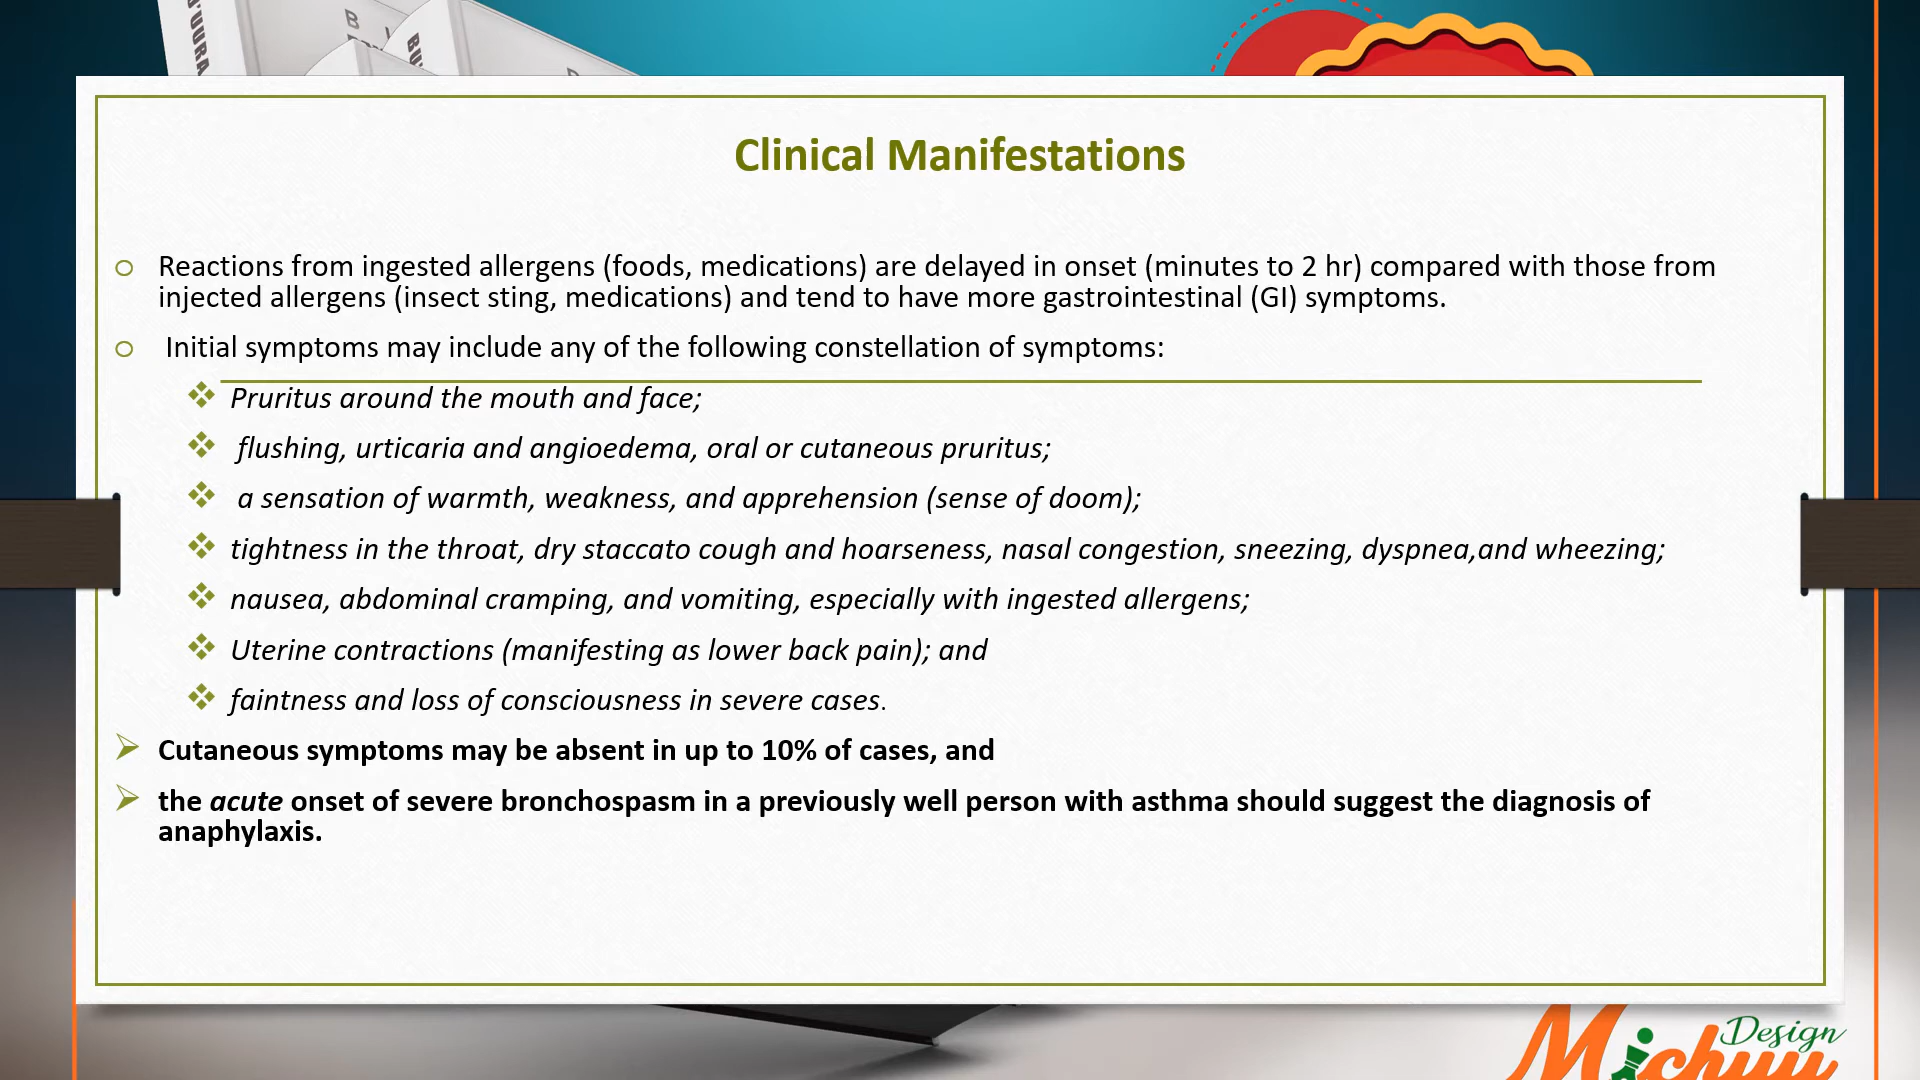 Clinical Manifestations
o Reactions from ingested allergens (foods, medications) are delayed in onset (minutes to 2 hr) compared with those from
injected allergens (insect sting, medications) and tend to have more gastrointestinal (GI) symptoms.
o Initial symptoms may include any of the following constellation of symptoms:
❖ Pruritus around the mouth and face;
❖ flushing, urticaria and angioedema, oral or cutaneous pruritus;
❖ a sensation of warmth, weakness, and apprehension (sense of doom);
❖ tightness in the throat, dry staccato cough and hoarseness, nasal congestion, sneezing, dyspnea,and wheezing;
❖ nausea, abdominal cramping, and vomiting, especially with ingested allergens;
❖ Uterine contractions (manifesting as lower back pain); and
❖ faintness and loss of consciousness in severe cases.
➢ Cutaneous symptoms may be absent in up to 10% of cases, and
➢ the acute onset of severe bronchospasm in a previously well person with asthma should suggest the diagnosis of
anaphylaxis.
Design
Michuu